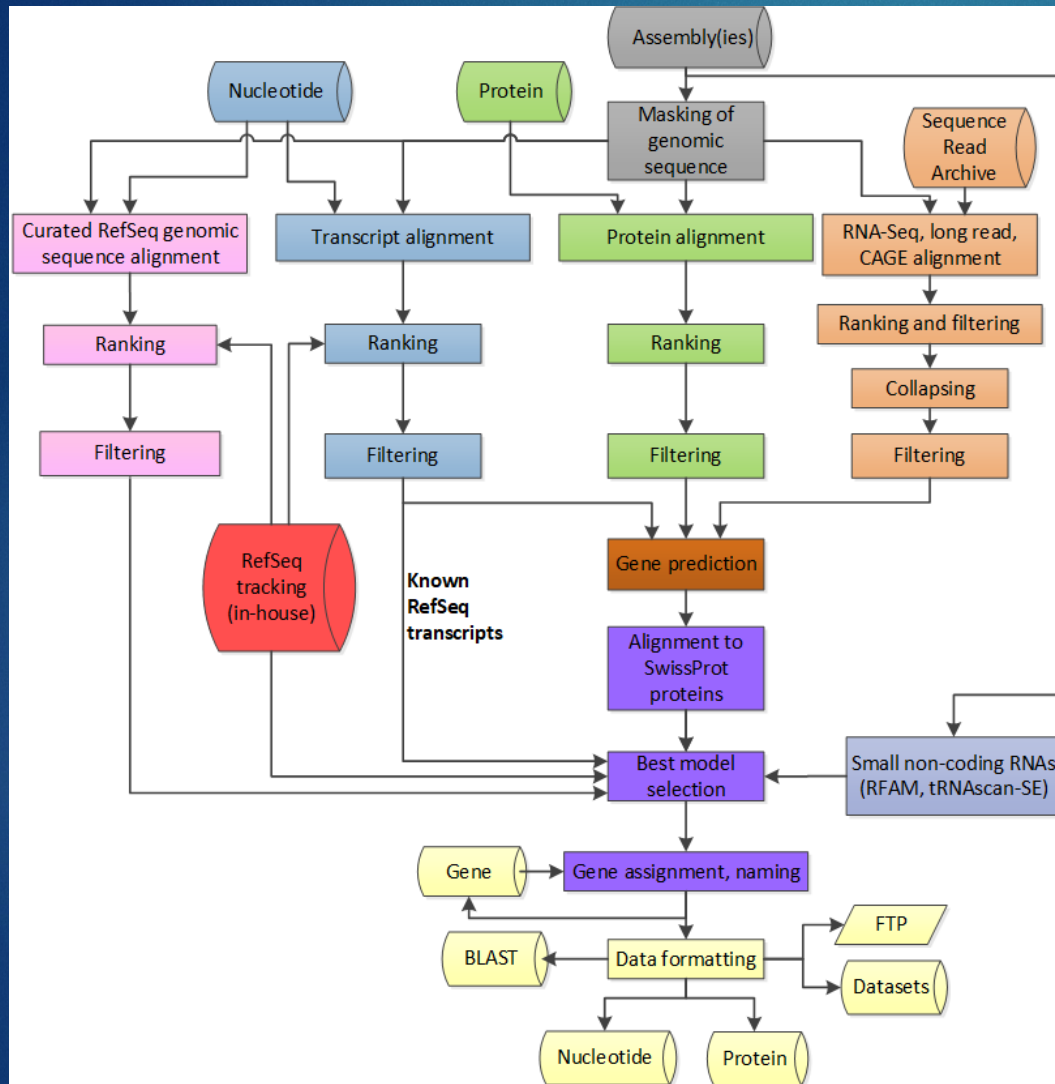 Assembly(ies)
Nucleotide
Protein
Masking of
genomic
sequence
Sequence
Read
Archive
Curated RefSeq genomic
sequence alignment
Transcript alignment
Protein alignment
RNA-Seq, long read,
CAGE alignment
Ranking
Ranking
Ranking
Ranking and filtering
Collapsing
Filtering
Filtering
Filtering
Filtering
RefSeq
tracking
(in-house)
Known
RefSeq
transcripts
Gene prediction
Alignment to
SwissProt
proteins
Best model
selection
Small non-coding RNAs
(RFAM, tRNAscan-SE)
Gene
Gene assignment, naming
FTP
BLAST
Data formatting
Datasets
Nucleotide
Protein